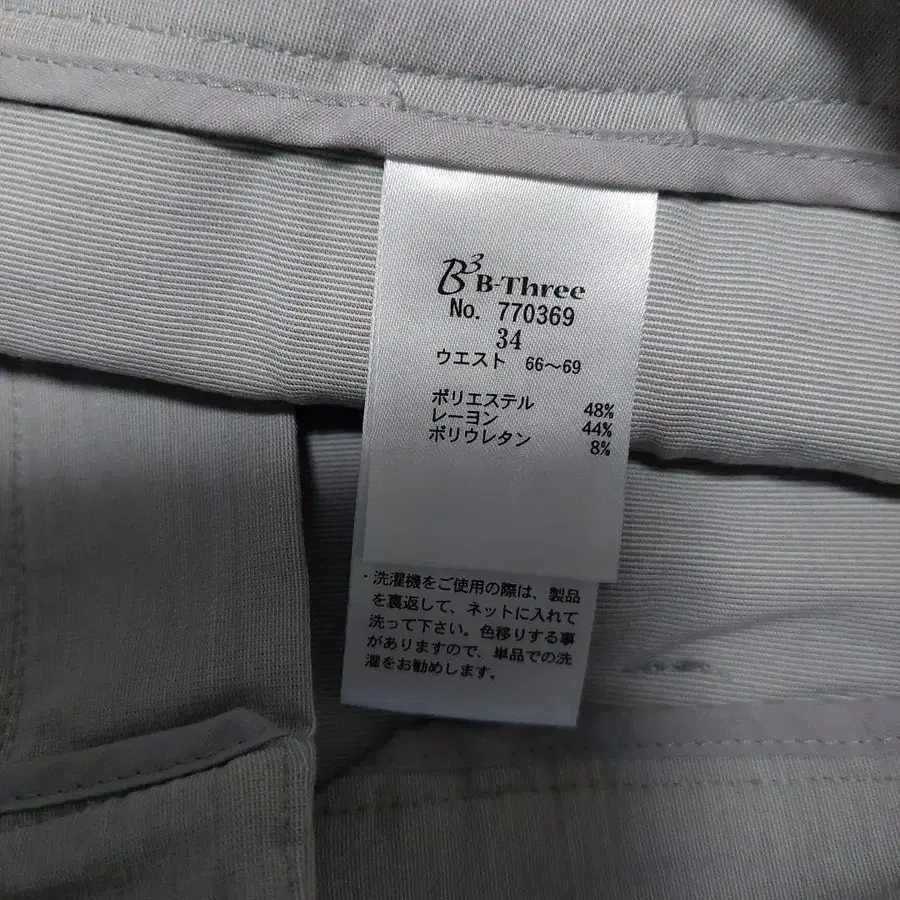 B3 B-Three
No. 770369
34
ウエスト 66〜69
ポリエステル 48%
レーヨン 44%
ポリウレタン 8%
・洗濯機をご使用の際は、製品
を裏返して、ネットに入れて
洗って下さい。色移りする事
がありますので、単品での洗
濯をお勧めします。